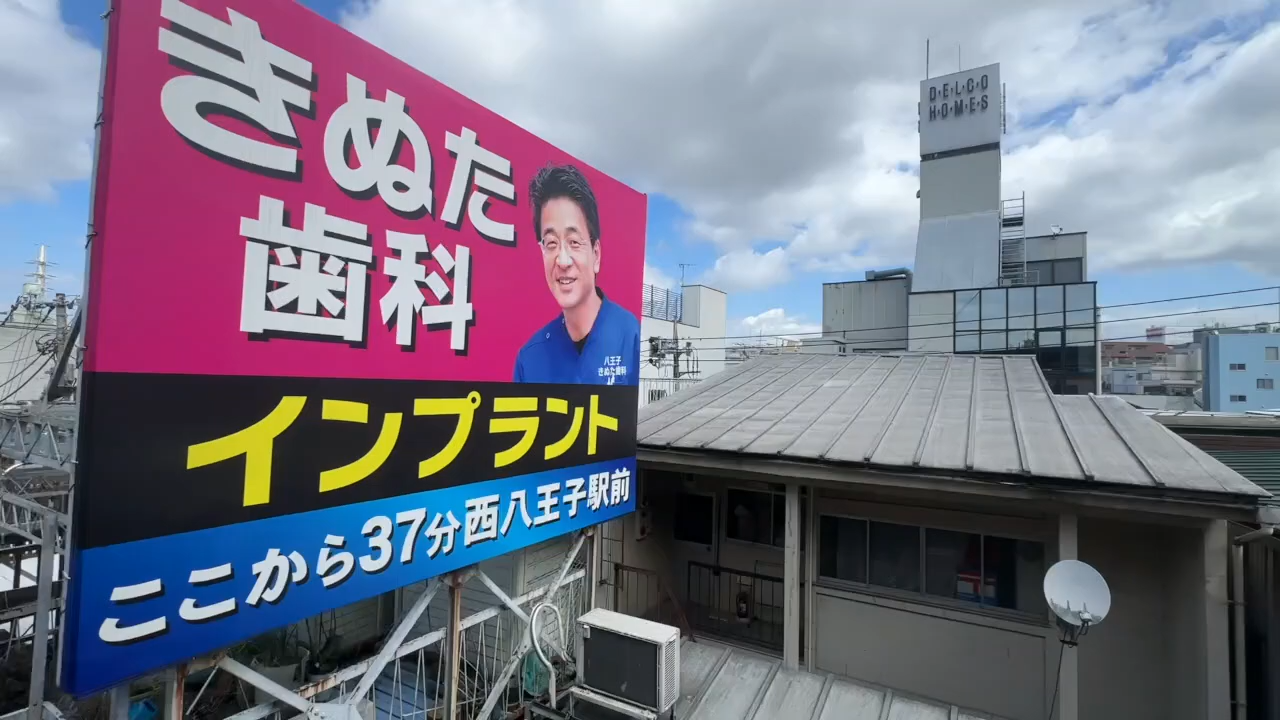 きぬた
歯科
八王子
きぬた歯科
インプラント
ここから37分西八王子駅前
DELCO
HOMES